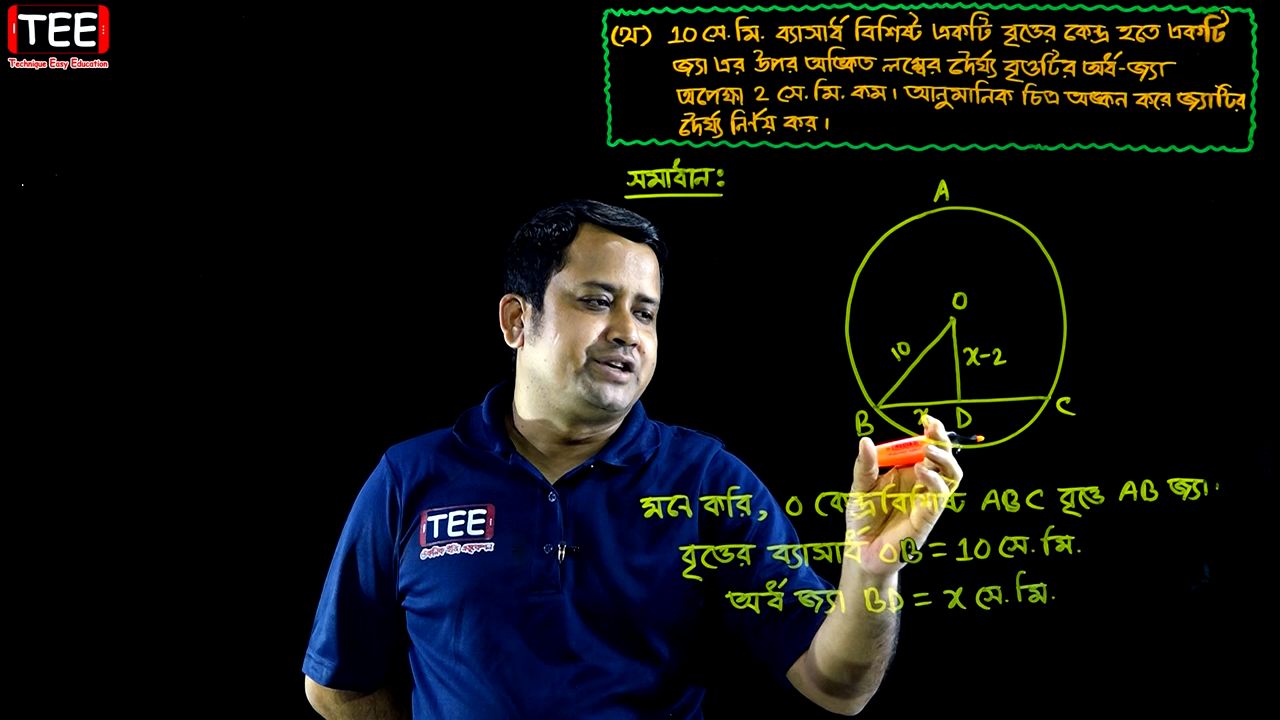 TEE
Technique Easy Education
(থ) 10 সে. মি. ব্যাসার্ধ বিশিষ্ট একটি বৃত্তের কেন্দ্র হতে একটি
জ্যা এর উপর অঙ্কিত লম্বের দৈর্ঘ্য বৃত্তটির অর্ধ-জ্যা
অপেক্ষা 2 সে. মি. কম। আনুমানিক চিত্র অঙ্কন করে জ্যাটির
দৈর্ঘ্য নির্ণয় কর।
সমাধান:
A
O
10
x-2
B
x
D
C
মনে করি, O কেন্দ্রবিশিষ্ট ABC বৃত্তে AB জ্যা।
বৃত্তের ব্যাসার্ধ OB = 10 সে. মি.
অর্ধ জ্যা BD = x সে. মি.
TEE